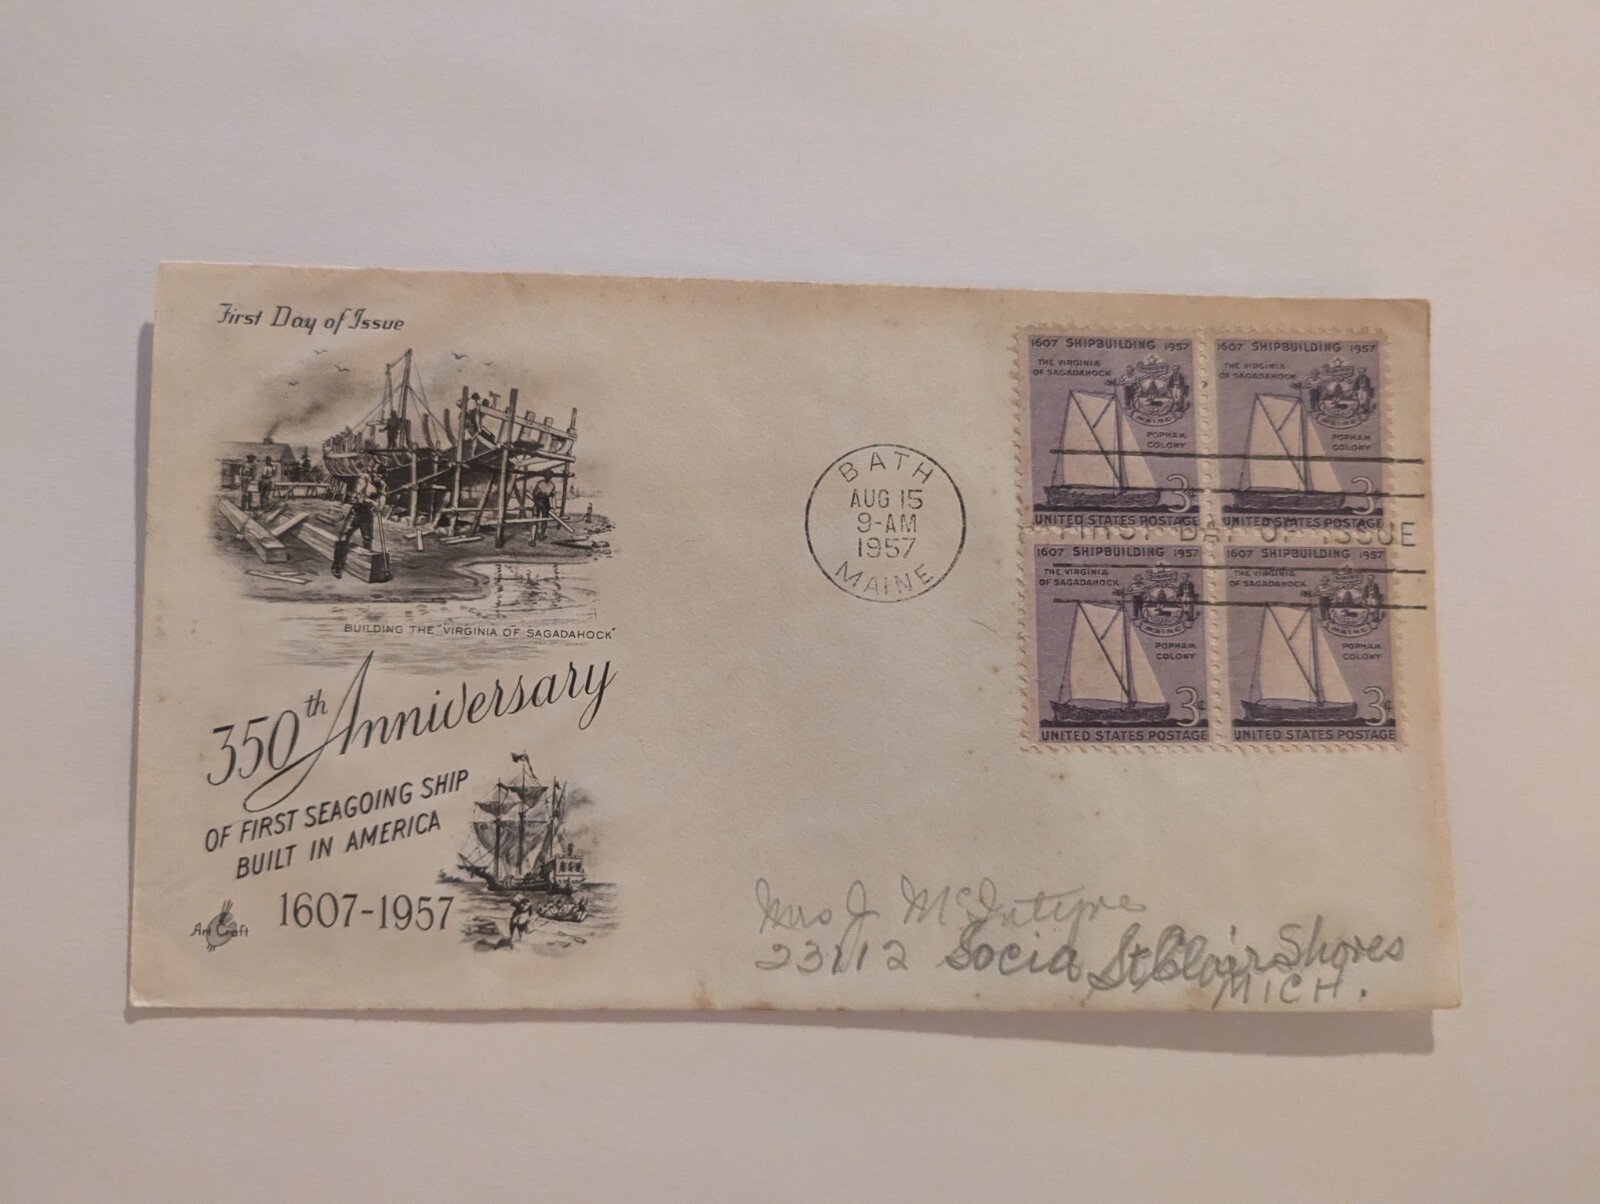 First Day of Issue
BUILDING THE "VIRGINIA OF SAGADAHOCK"
350th Anniversary
OF FIRST SEAGOING SHIP
BUILT IN AMERICA
1607-1957
Art Craft
BATH
AUG 15
9-AM
1957
MAINE
1607 SHIPBUILDING 1957
THE VIRGINIA
OF SAGADAHOCK
MAINE
POPHAM
COLONY
3¢
UNITED STATES POSTAGE
1607 SHIPBUILDING 1957
THE VIRGINIA
OF SAGADAHOCK
MAINE
POPHAM
COLONY
3¢
UNITED STATES POSTAGE
FIRST DAY OF ISSUE
1607 SHIPBUILDING 1957
THE VIRGINIA
OF SAGADAHOCK
MAINE
POPHAM
COLONY
3¢
UNITED STATES POSTAGE
1607 SHIPBUILDING 1957
THE VIRGINIA
OF SAGADAHOCK
MAINE
POPHAM
COLONY
3¢
UNITED STATES POSTAGE
Mrs J McIntyre
23112 Socia St Clair Shores
MICH.